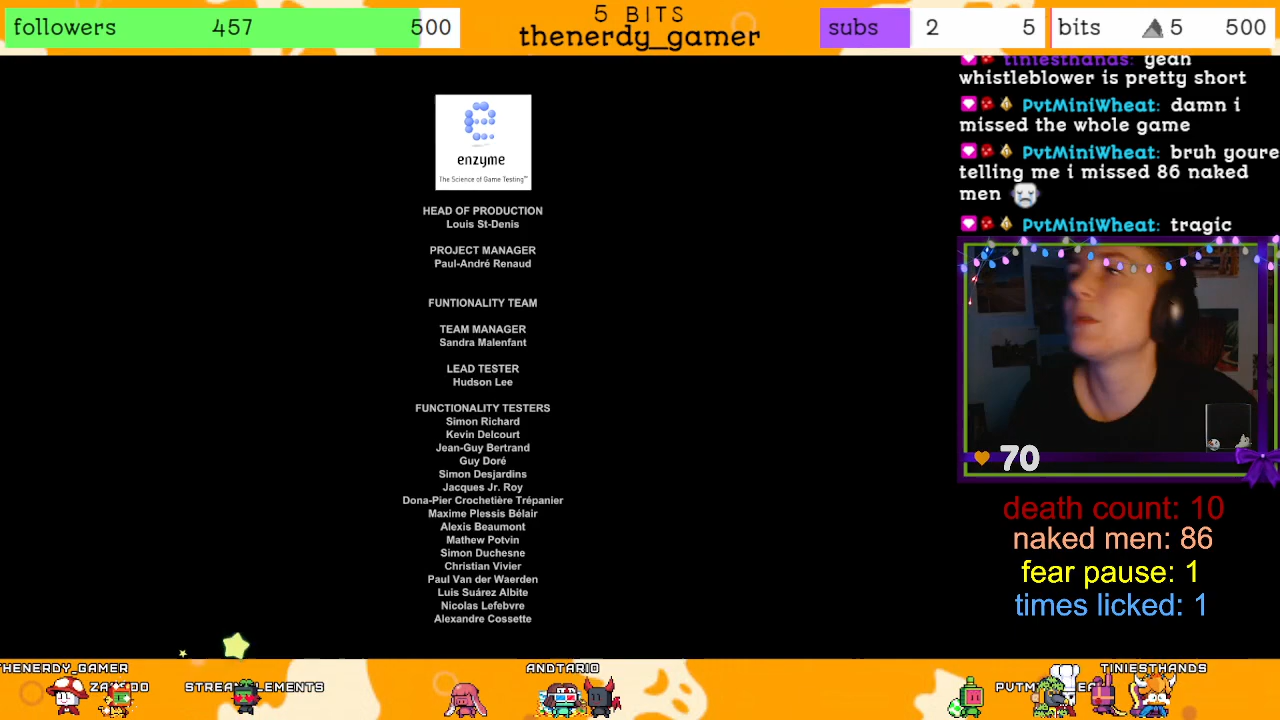 followers 457 500
5 BITS
thenerdy_gamer
subs 2 5
bits 5 500
tiniesthands: yeah
whistleblower is pretty short
PvtMiniWheat: damn i
missed the whole game
PvtMiniWheat: bruh youre
telling me i missed 86 naked
men
PvtMiniWheat: tragic
e
enzyme
The Science of Game Testing™
HEAD OF PRODUCTION
Louis St-Denis
PROJECT MANAGER
Paul-André Renaud
FUNTIONALITY TEAM
TEAM MANAGER
Sandra Malenfant
LEAD TESTER
Hudson Lee
FUNCTIONALITY TESTERS
Simon Richard
Kevin Delcourt
Jean-Guy Bertrand
Guy Doré
Simon Desjardins
Jacques Jr. Roy
Dona-Pier Crochetière Trépanier
Maxime Plessis Bélair
Alexis Beaumont
Mathew Potvin
Simon Duchesne
Christian Vivier
Paul Van der Waerden
Luis Suárez Albite
Nicolas Lefebvre
Alexandre Cossette
70
death count: 10
naked men: 86
fear pause: 1
times licked: 1
THENERDY_GAMER
ANDTARIO
TINIESTHANDS